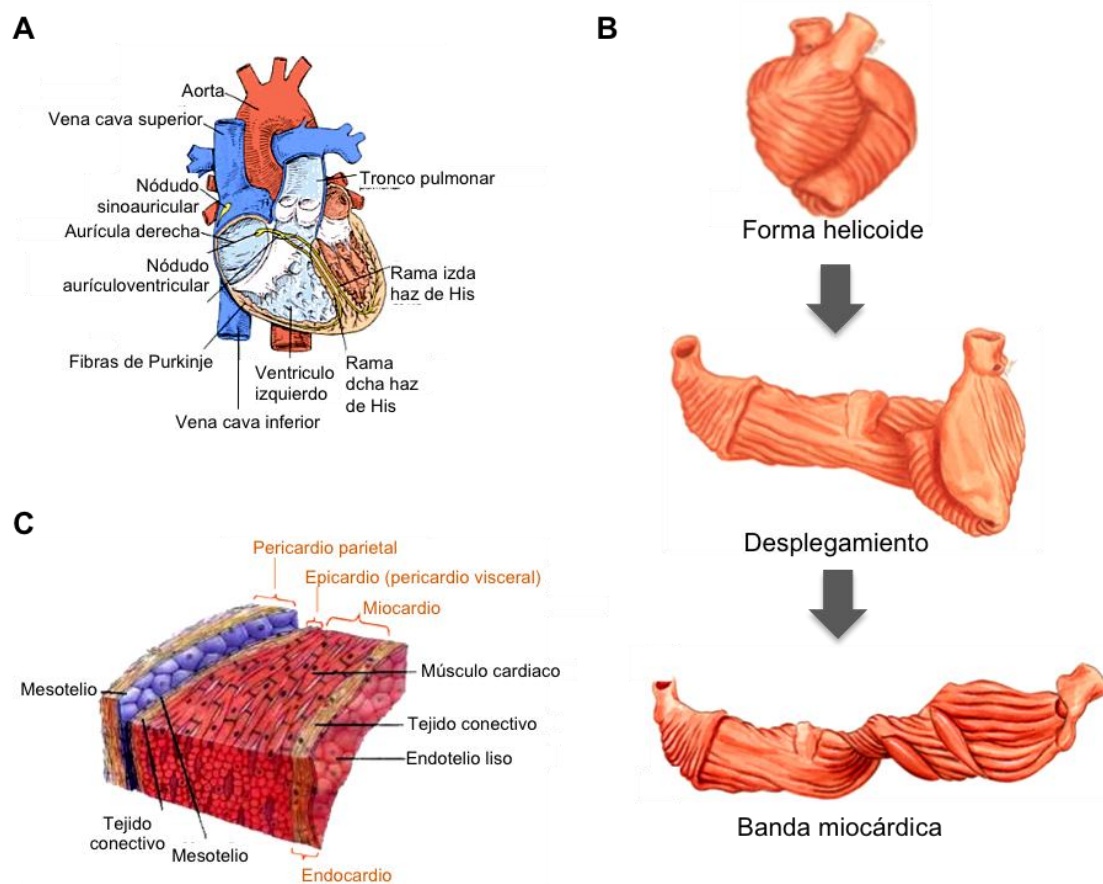 A
Aorta
Vena cava superior
Nódudo
sinoauricular
Aurícula derecha
Nódudo
aurículoventricular
Fibras de Purkinje
Vena cava inferior
Ventriculo
izquierdo
Rama
dcha haz
de His
Rama izda
haz de His
Tronco pulmonar
B
Forma helicoide
Desplegamiento
Banda miocárdica
C
Pericardio parietal
Epicardio (pericardio visceral)
Miocardio
Mesotelio
Músculo cardiaco
Tejido conectivo
Endotelio liso
Tejido
conectivo
Mesotelio
Endocardio